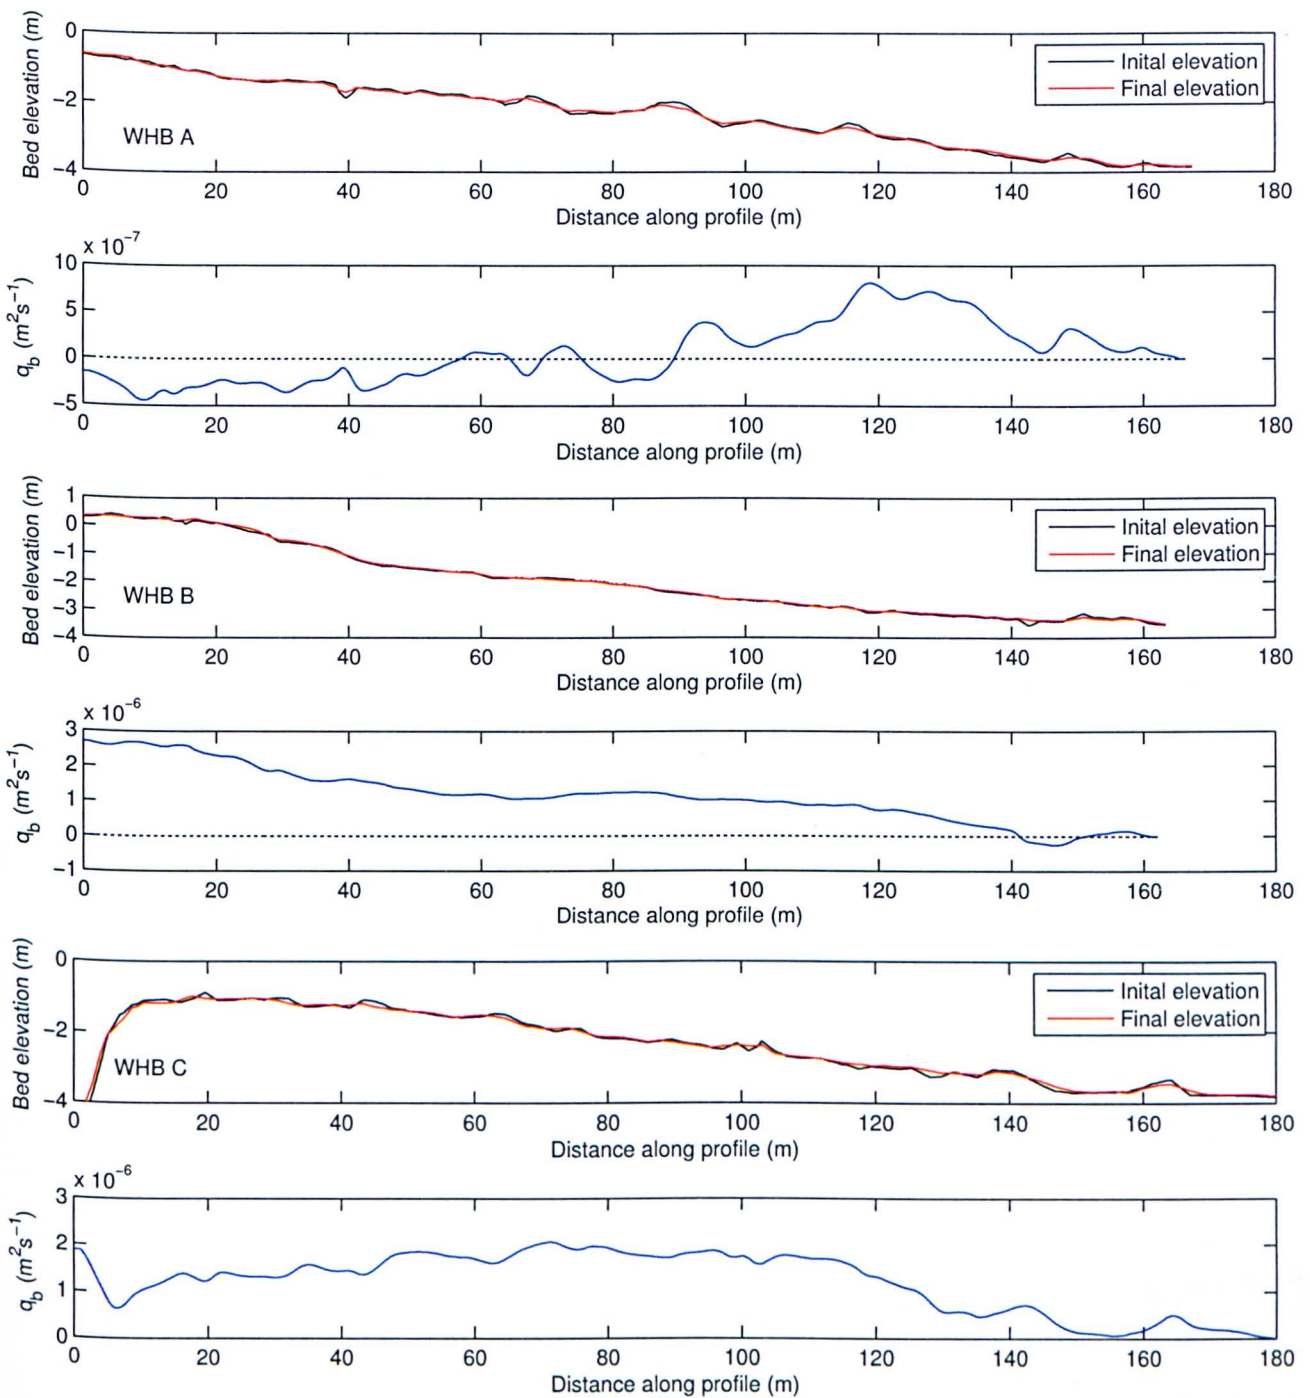 0
−2
−4
Bed elevation (m)
Inital elevation
Final elevation
WHB A
0 20 40 60 80 100 120 140 160 180
Distance along profile (m)
x 10−7
10
5
0
−5
qb (m2s−1)
0 20 40 60 80 100 120 140 160 180
Distance along profile (m)
1
0
−1
−2
−3
−4
Bed elevation (m)
Inital elevation
Final elevation
WHB B
0 20 40 60 80 100 120 140 160 180
Distance along profile (m)
x 10−6
3
2
1
0
−1
qb (m2s−1)
0 20 40 60 80 100 120 140 160 180
Distance along profile (m)
0
−2
−4
Bed elevation (m)
Inital elevation
Final elevation
WHB C
0 20 40 60 80 100 120 140 160 180
Distance along profile (m)
x 10−6
3
2
1
0
qb (m2s−1)
0 20 40 60 80 100 120 140 160 180
Distance along profile (m)